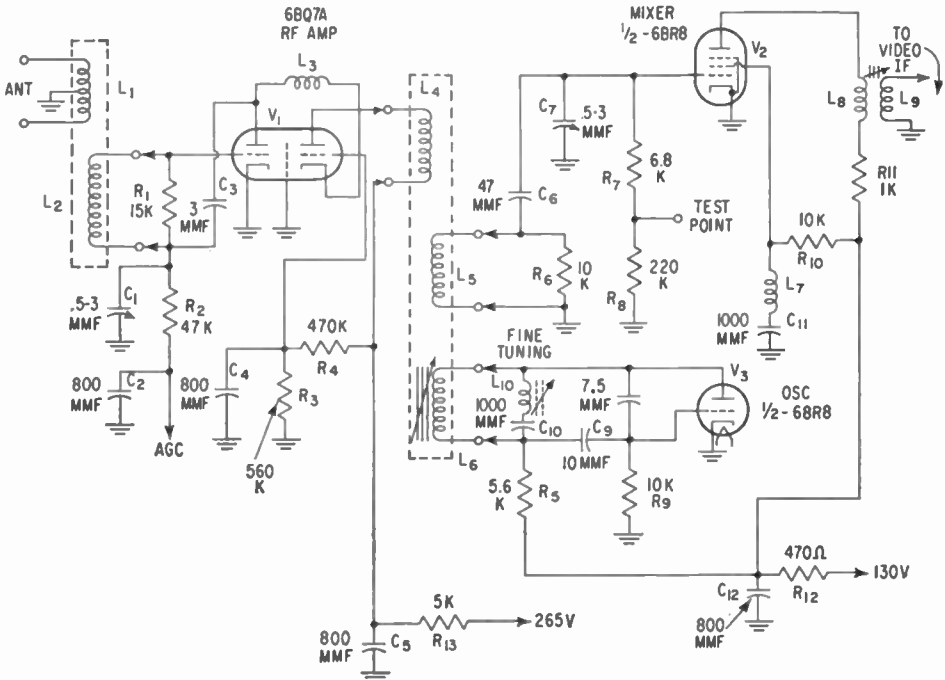 MIXER
½-6BR8
V2
6BQ7A
RF AMP
L3
ANT
L1
L4
V1
C7
.5-3
MMF
L8
TO
VIDEO
IF
L9
R1
15K
C3
3
MMF
L2
47
MMF
C6
6.8
K
R7
TEST
POINT
R11
1K
10K
R10
L5
R6
10
K
220
K
R8
L7
.5-3
MMF
C1
R2
47K
1000
MMF
C11
470K
R4
FINE
TUNING
L10
1000
MMF
C10
7.5
MMF
V3
OSC
½-68R8
800
MMF
C2
800
MMF
C4
R3
560
K
AGC
L6
C9
10MMF
5.6
K
R5
10K
R9
470Ω
R12
130V
C12
800
MMF
5K
R13
265V
800
MMF
C5